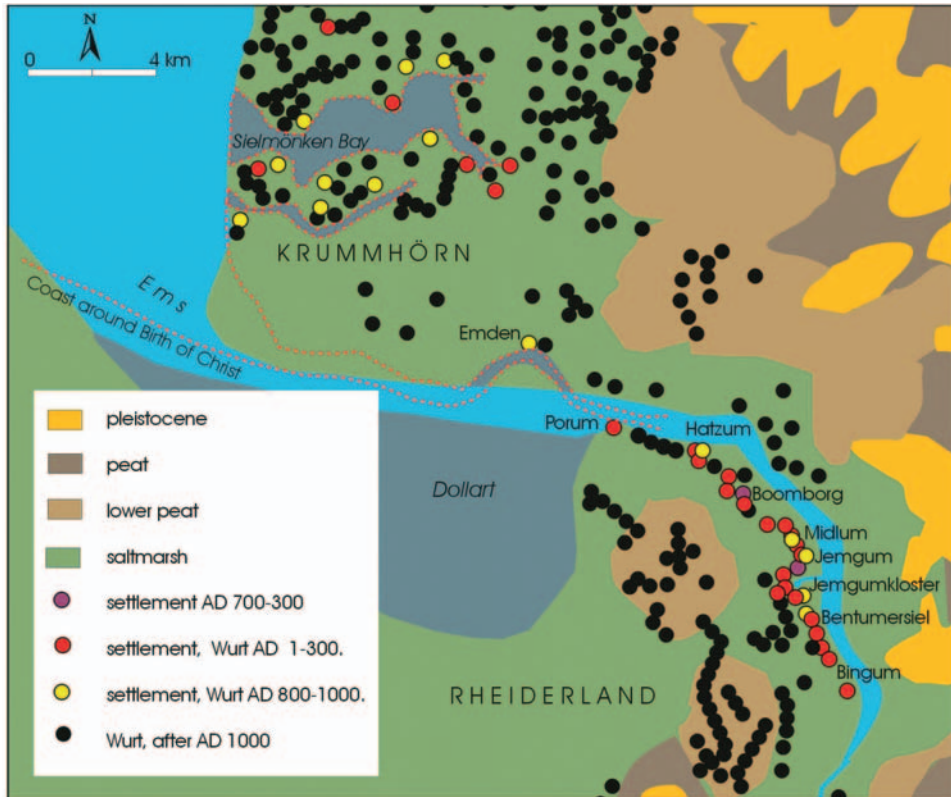 N
0 4 km
Sielmönken Bay
KRUMMHÖRN
Ems
Coast around Birth of Christ
Emden
Porum
Hatzum
Dollart
Boomborg
Midlum
Jemgum
Jemgumkloster
Bentumersiel
Bingum
RHEIDERLAND
pleistocene
peat
lower peat
saltmarsh
settlement AD 700-300
settlement, Wurt AD 1-300.
settlement, Wurt AD 800-1000.
Wurt, after AD 1000